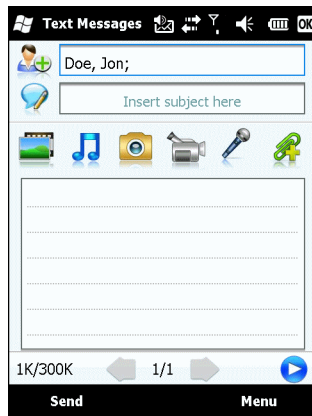 Text Messages OK
Doe, Jon;
Insert subject here
1K/300K 1/1
Send Menu